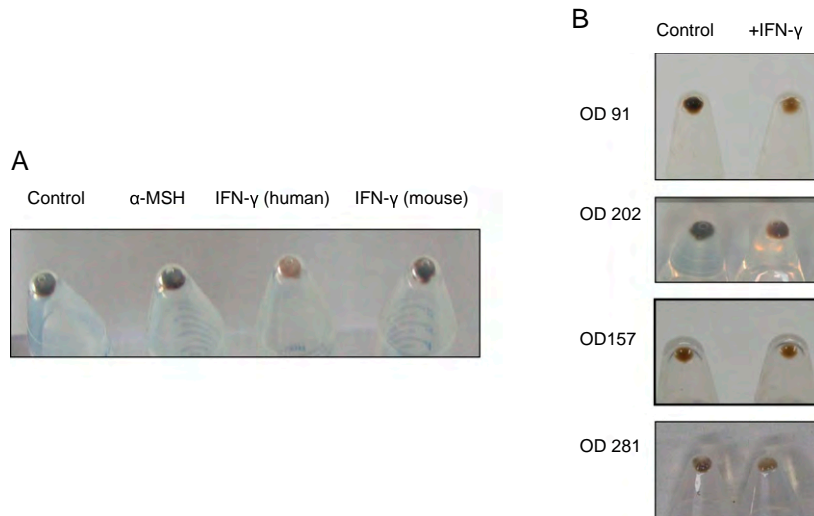 A
Control α-MSH IFN-γ (human) IFN-γ (mouse)
B
Control +IFN-γ
OD 91
OD 202
OD157
OD 281